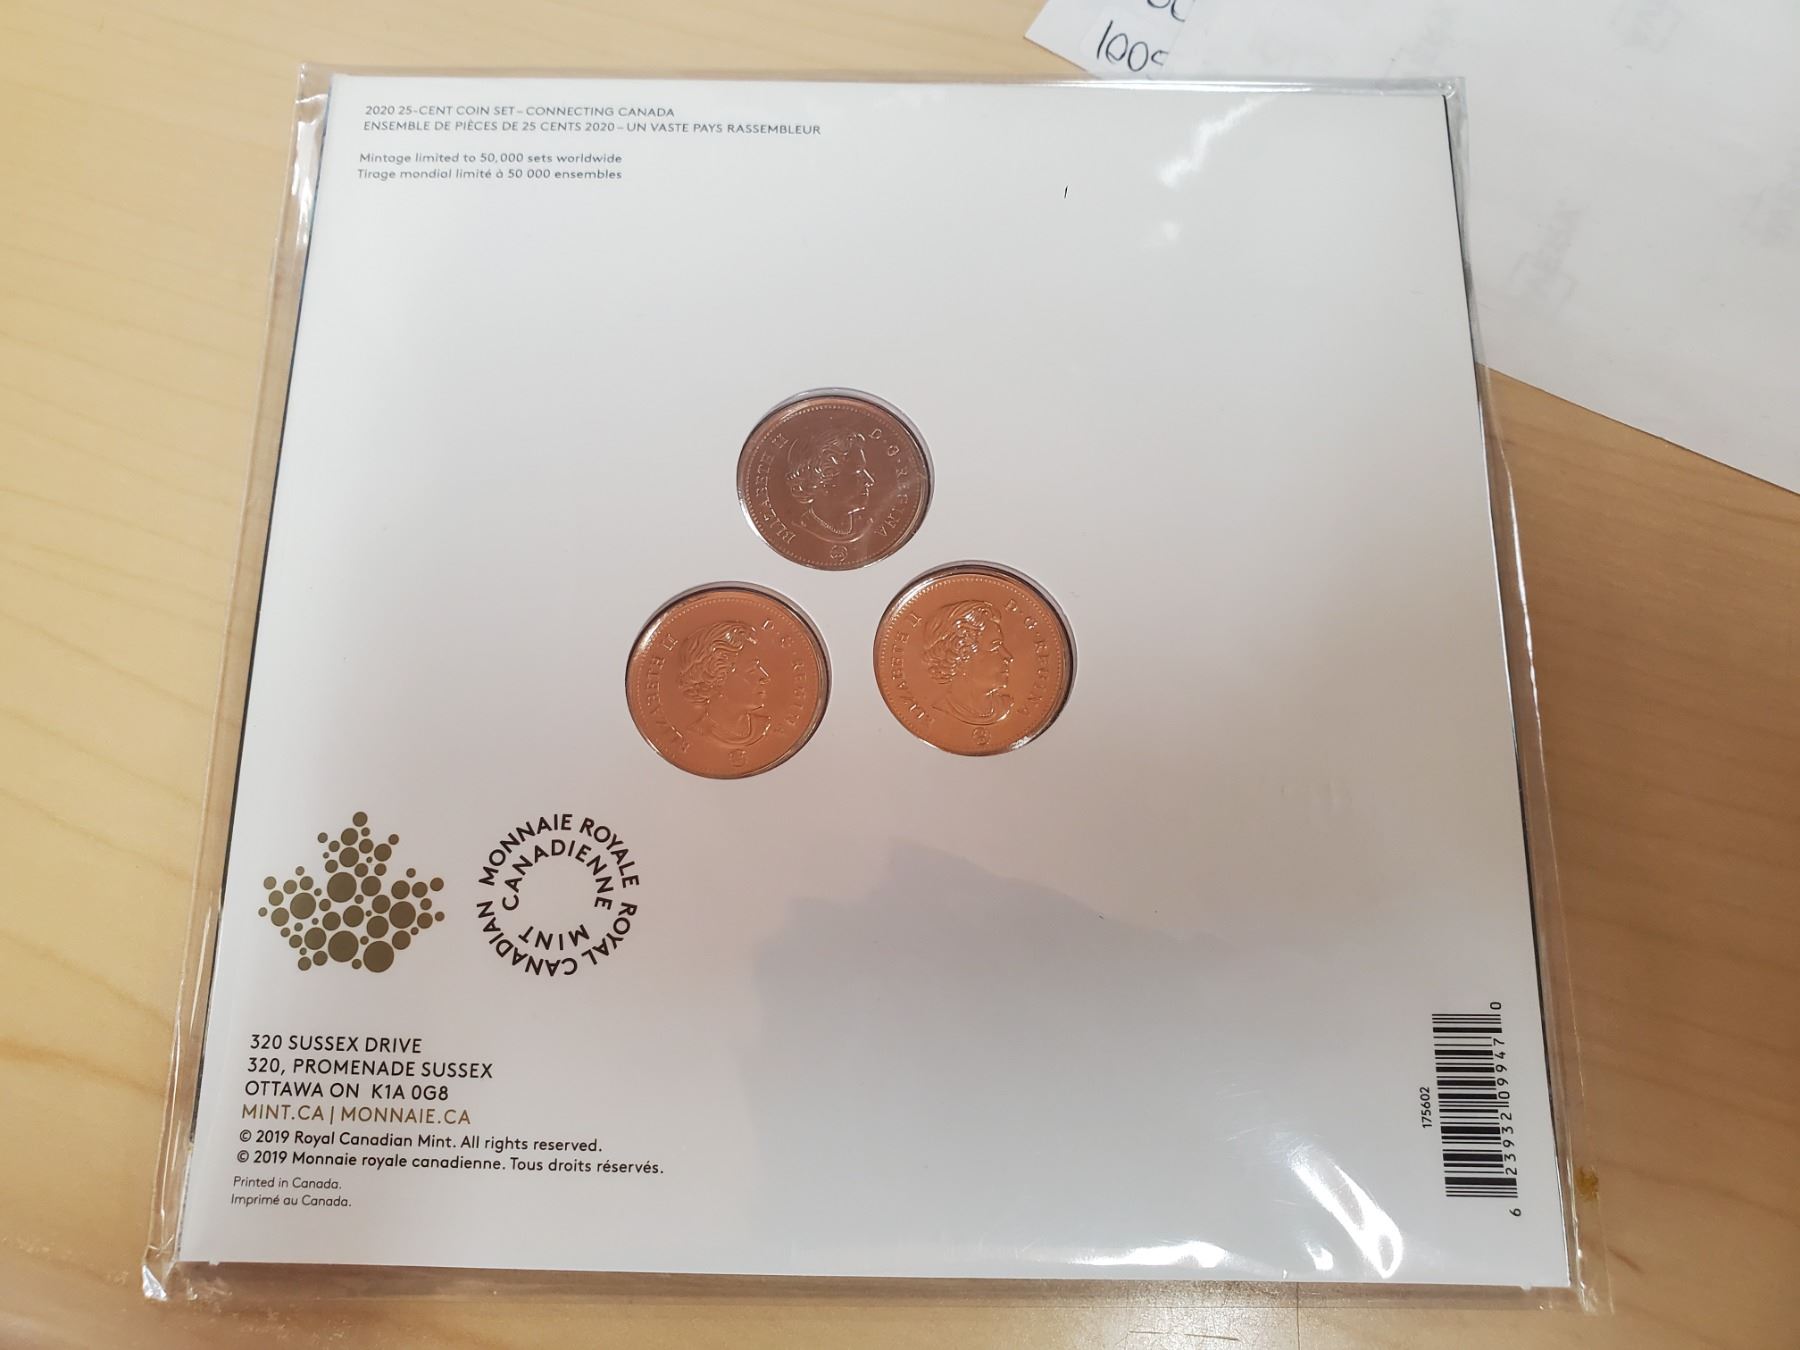 1005
2020 25-CENT COIN SET – CONNECTING CANADA
ENSEMBLE DE PIÈCES DE 25 CENTS 2020 – UN VASTE PAYS RASSEMBLEUR
Mintage limited to 50,000 sets worldwide
Tirage mondial limité à 50 000 ensembles
ELIZABETH II D·G·REGINA
ELIZABETH II D·G·REGINA
ELIZABETH II D·G·REGINA
MONNAIE ROYALE CANADIENNE
ROYAL CANADIAN MINT
320 SUSSEX DRIVE
320, PROMENADE SUSSEX
OTTAWA ON K1A 0G8
MINT.CA | MONNAIE.CA
© 2019 Royal Canadian Mint. All rights reserved.
© 2019 Monnaie royale canadienne. Tous droits réservés.
Printed in Canada.
Imprimé au Canada.
175602
6 23932 09947 0